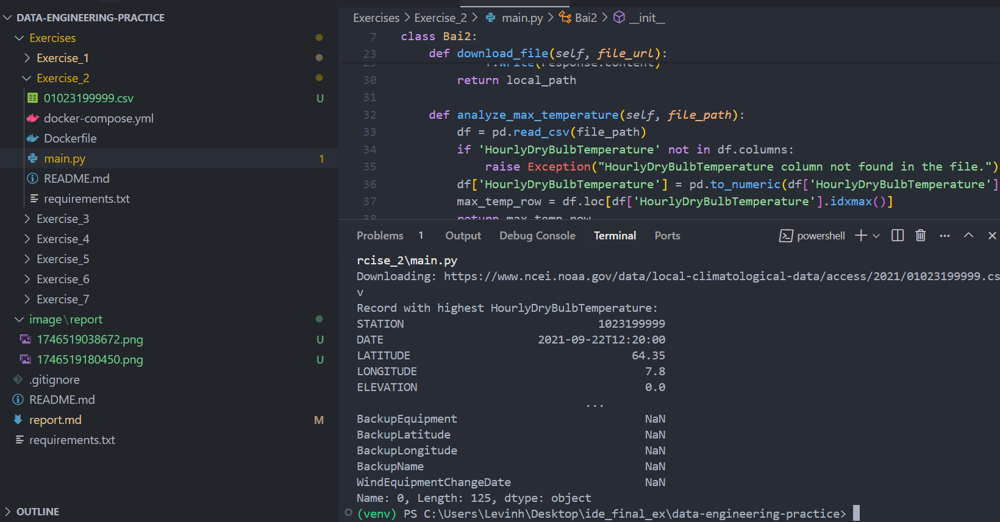 DATA-ENGINEERING-PRACTICE
Exercises
Exercise_1
Exercise_2
01023199999.csv U
docker-compose.yml
Dockerfile
main.py 1
README.md
requirements.txt
Exercise_3
Exercise_4
Exercise_5
Exercise_6
Exercise_7
image\report
1746519038672.png U
1746519180450.png U
.gitignore
README.md
report.md M
requirements.txt
OUTLINE
Exercises > Exercise_2 > main.py > Bai2 > __init__
7 class Bai2:
23 def download_file(self, file_url):
29 f.write(response.content)
30 return local_path
31
32 def analyze_max_temperature(self, file_path):
33 df = pd.read_csv(file_path)
34 if 'HourlyDryBulbTemperature' not in df.columns:
35 raise Exception("HourlyDryBulbTemperature column not found in the file.")
36 df['HourlyDryBulbTemperature'] = pd.to_numeric(df['HourlyDryBulbTemperature']
37 max_temp_row = df.loc[df['HourlyDryBulbTemperature'].idxmax()]
38 return max_temp_row
Problems 1 Output Debug Console Terminal Ports powershell
rcise_2\main.py
Downloading: https://www.ncei.noaa.gov/data/local-climatological-data/access/2021/01023199999.cs
v
Record with highest HourlyDryBulbTemperature:
STATION 1023199999
DATE 2021-09-22T12:20:00
LATITUDE 64.35
LONGITUDE 7.8
ELEVATION 0.0
...
BackupEquipment NaN
BackupLatitude NaN
BackupLongitude NaN
BackupName NaN
WindEquipmentChangeDate NaN
Name: 0, Length: 125, dtype: object
(venv) PS C:\Users\Levinh\Desktop\ide_final_ex\data-engineering-practice>